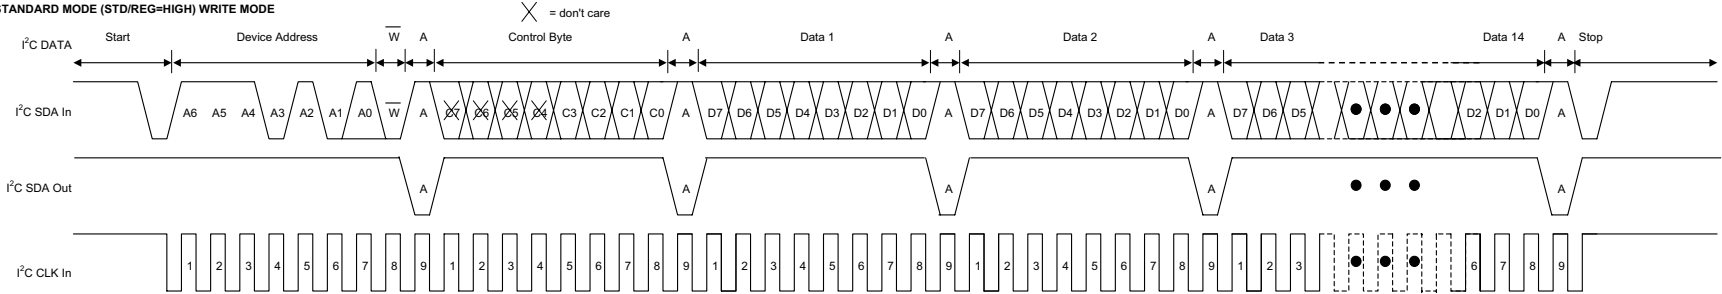 STANDARD MODE (STD/REG=HIGH) WRITE MODE
= don't care
I²C DATA Start Device Address W̅ A Control Byte A Data 1 A Data 2 A Data 3 Data 14 A Stop
I²C SDA In A6 A5 A4 A3 A2 A1 A0 W̅ A C7 C6 C5 C4 C3 C2 C1 C0 A D7 D6 D5 D4 D3 D2 D1 D0 A D7 D6 D5 D4 D3 D2 D1 D0 A D7 D6 D5 D2 D1 D0 A
I²C SDA Out A A A A A
I²C CLK In 1 2 3 4 5 6 7 8 9 1 2 3 4 5 6 7 8 9 1 2 3 4 5 6 7 8 9 1 2 3 4 5 6 7 8 9 1 2 3 6 7 8 9